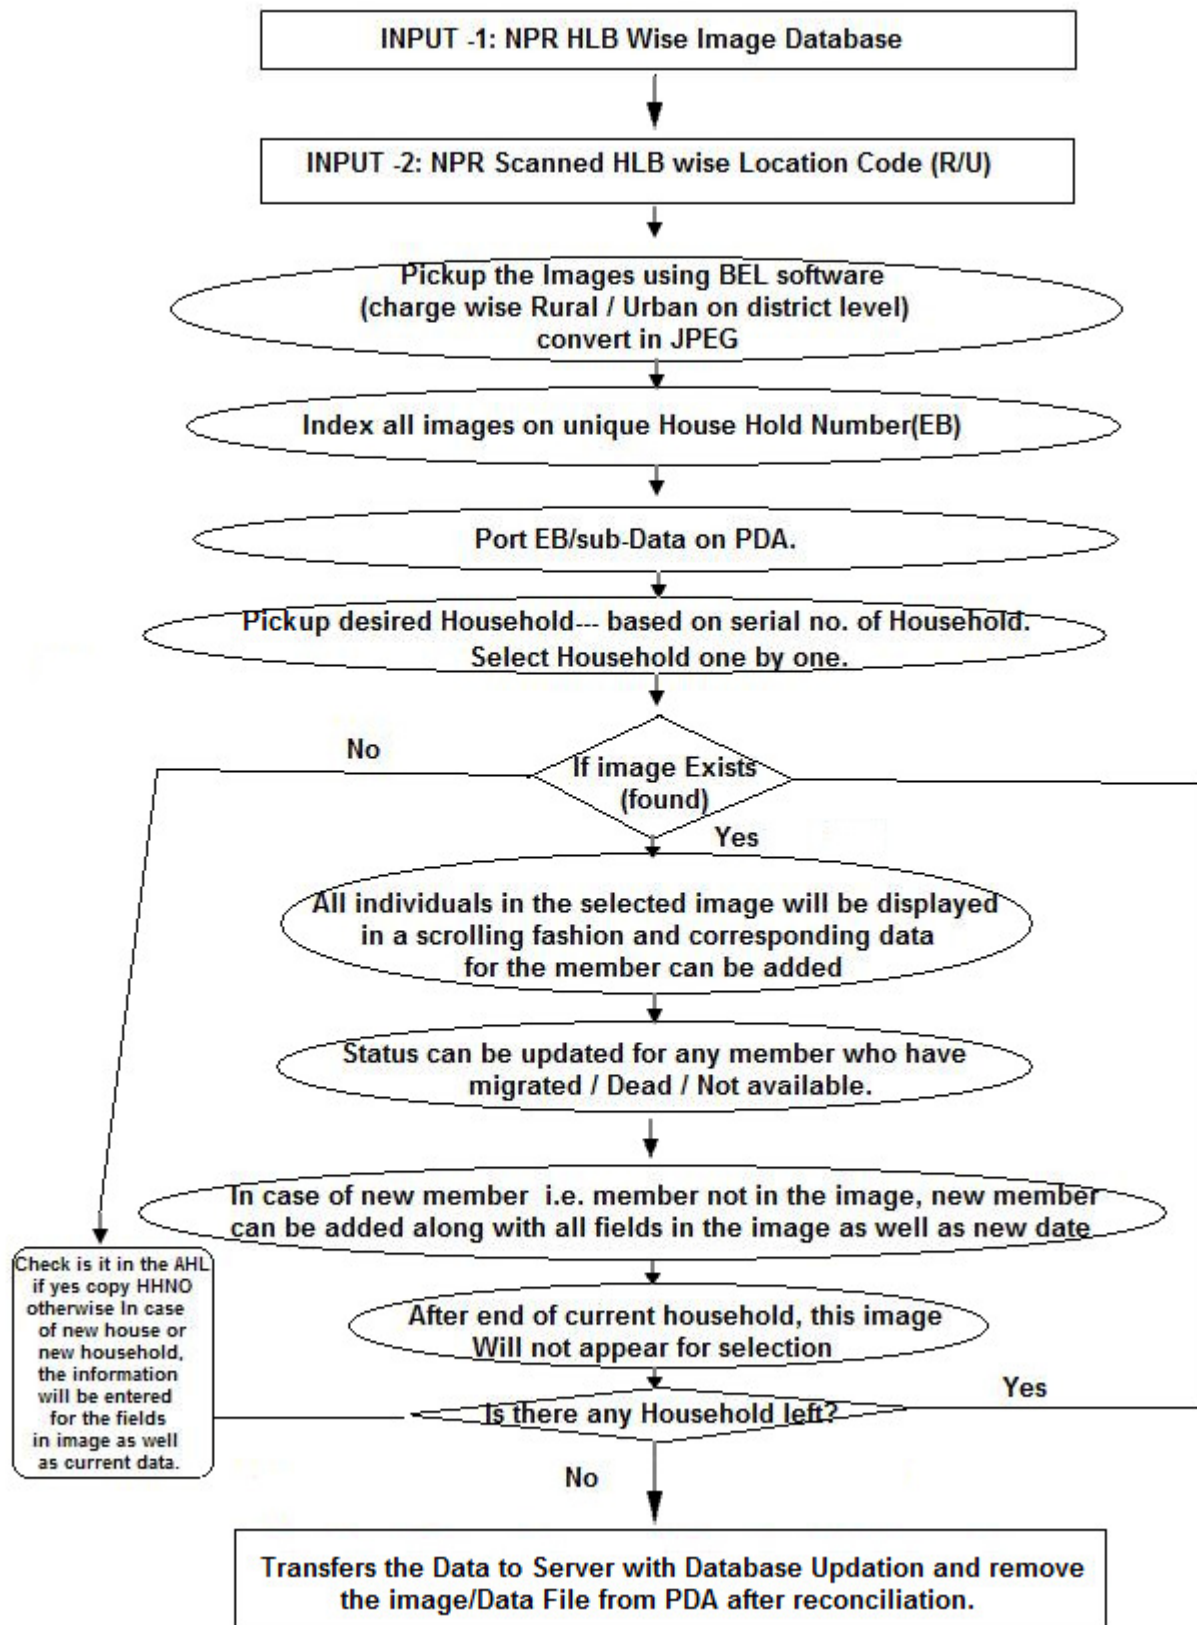 INPUT -1: NPR HLB Wise Image Database
INPUT -2: NPR Scanned HLB wise Location Code (R/U)
Pickup the Images using BEL software
(charge wise Rural / Urban on district level)
convert in JPEG
Index all images on unique House Hold Number(EB)
Port EB/sub-Data on PDA.
Pickup desired Household--- based on serial no. of Household.
Select Household one by one.
No
If image Exists
(found)
Yes
All individuals in the selected image will be displayed
in a scrolling fashion and corresponding data
for the member can be added
Status can be updated for any member who have
migrated / Dead / Not available.
In case of new member i.e. member not in the image, new member
can be added along with all fields in the image as well as new date
Check is it in the AHL
if yes copy HHNO
otherwise In case
of new house or
new household,
the information
will be entered
for the fields
in image as well
as current data.
After end of current household, this image
Will not appear for selection
Is there any Household left?
Yes
No
Transfers the Data to Server with Database Updation and remove
the image/Data File from PDA after reconciliation.